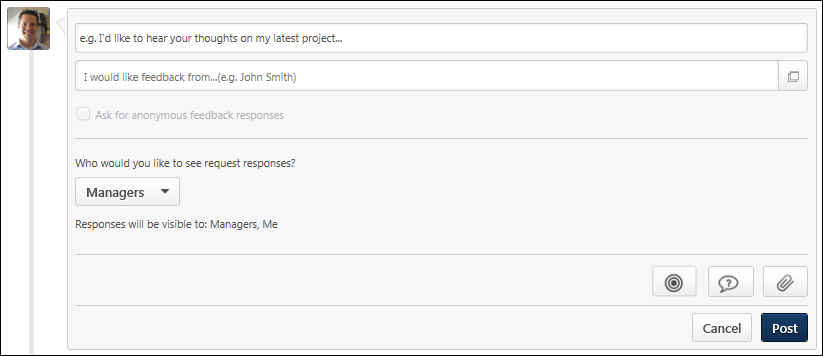 e.g. I'd like to hear your thoughts on my latest project...
I would like feedback from...(e.g. John Smith)
Ask for anonymous feedback responses
Who would you like to see request responses?
Managers
Responses will be visible to: Managers, Me
Cancel
Post